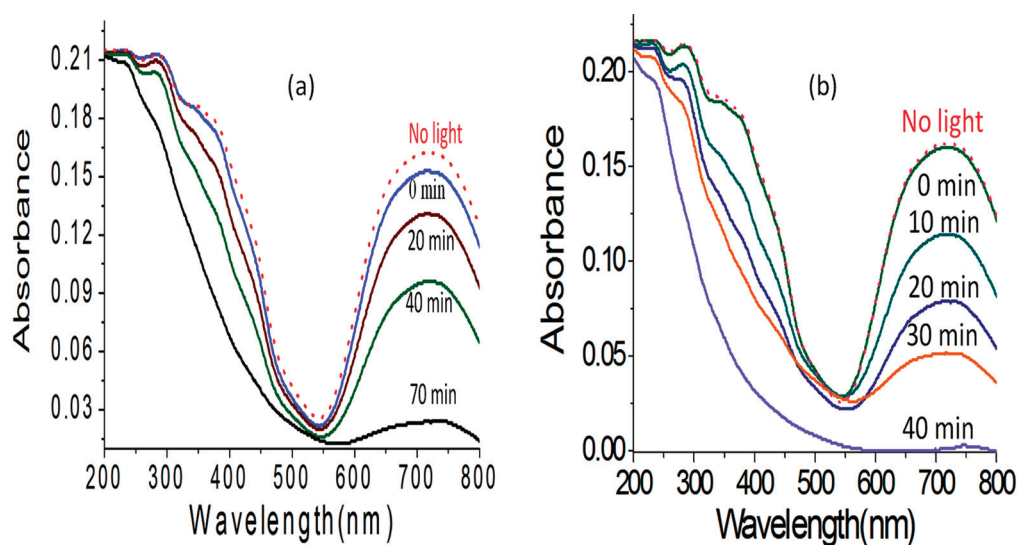 (a)
Absorbance
0.21
0.18
0.15
0.12
0.09
0.06
0.03
No light
0 min
20 min
40 min
70 min
200 300 400 500 600 700 800
Wavelength(nm)
(b)
Absorbance
0.20
0.15
0.10
0.05
0.00
No light
0 min
10 min
20 min
30 min
40 min
200 300 400 500 600 700 800
Wavelength(nm)